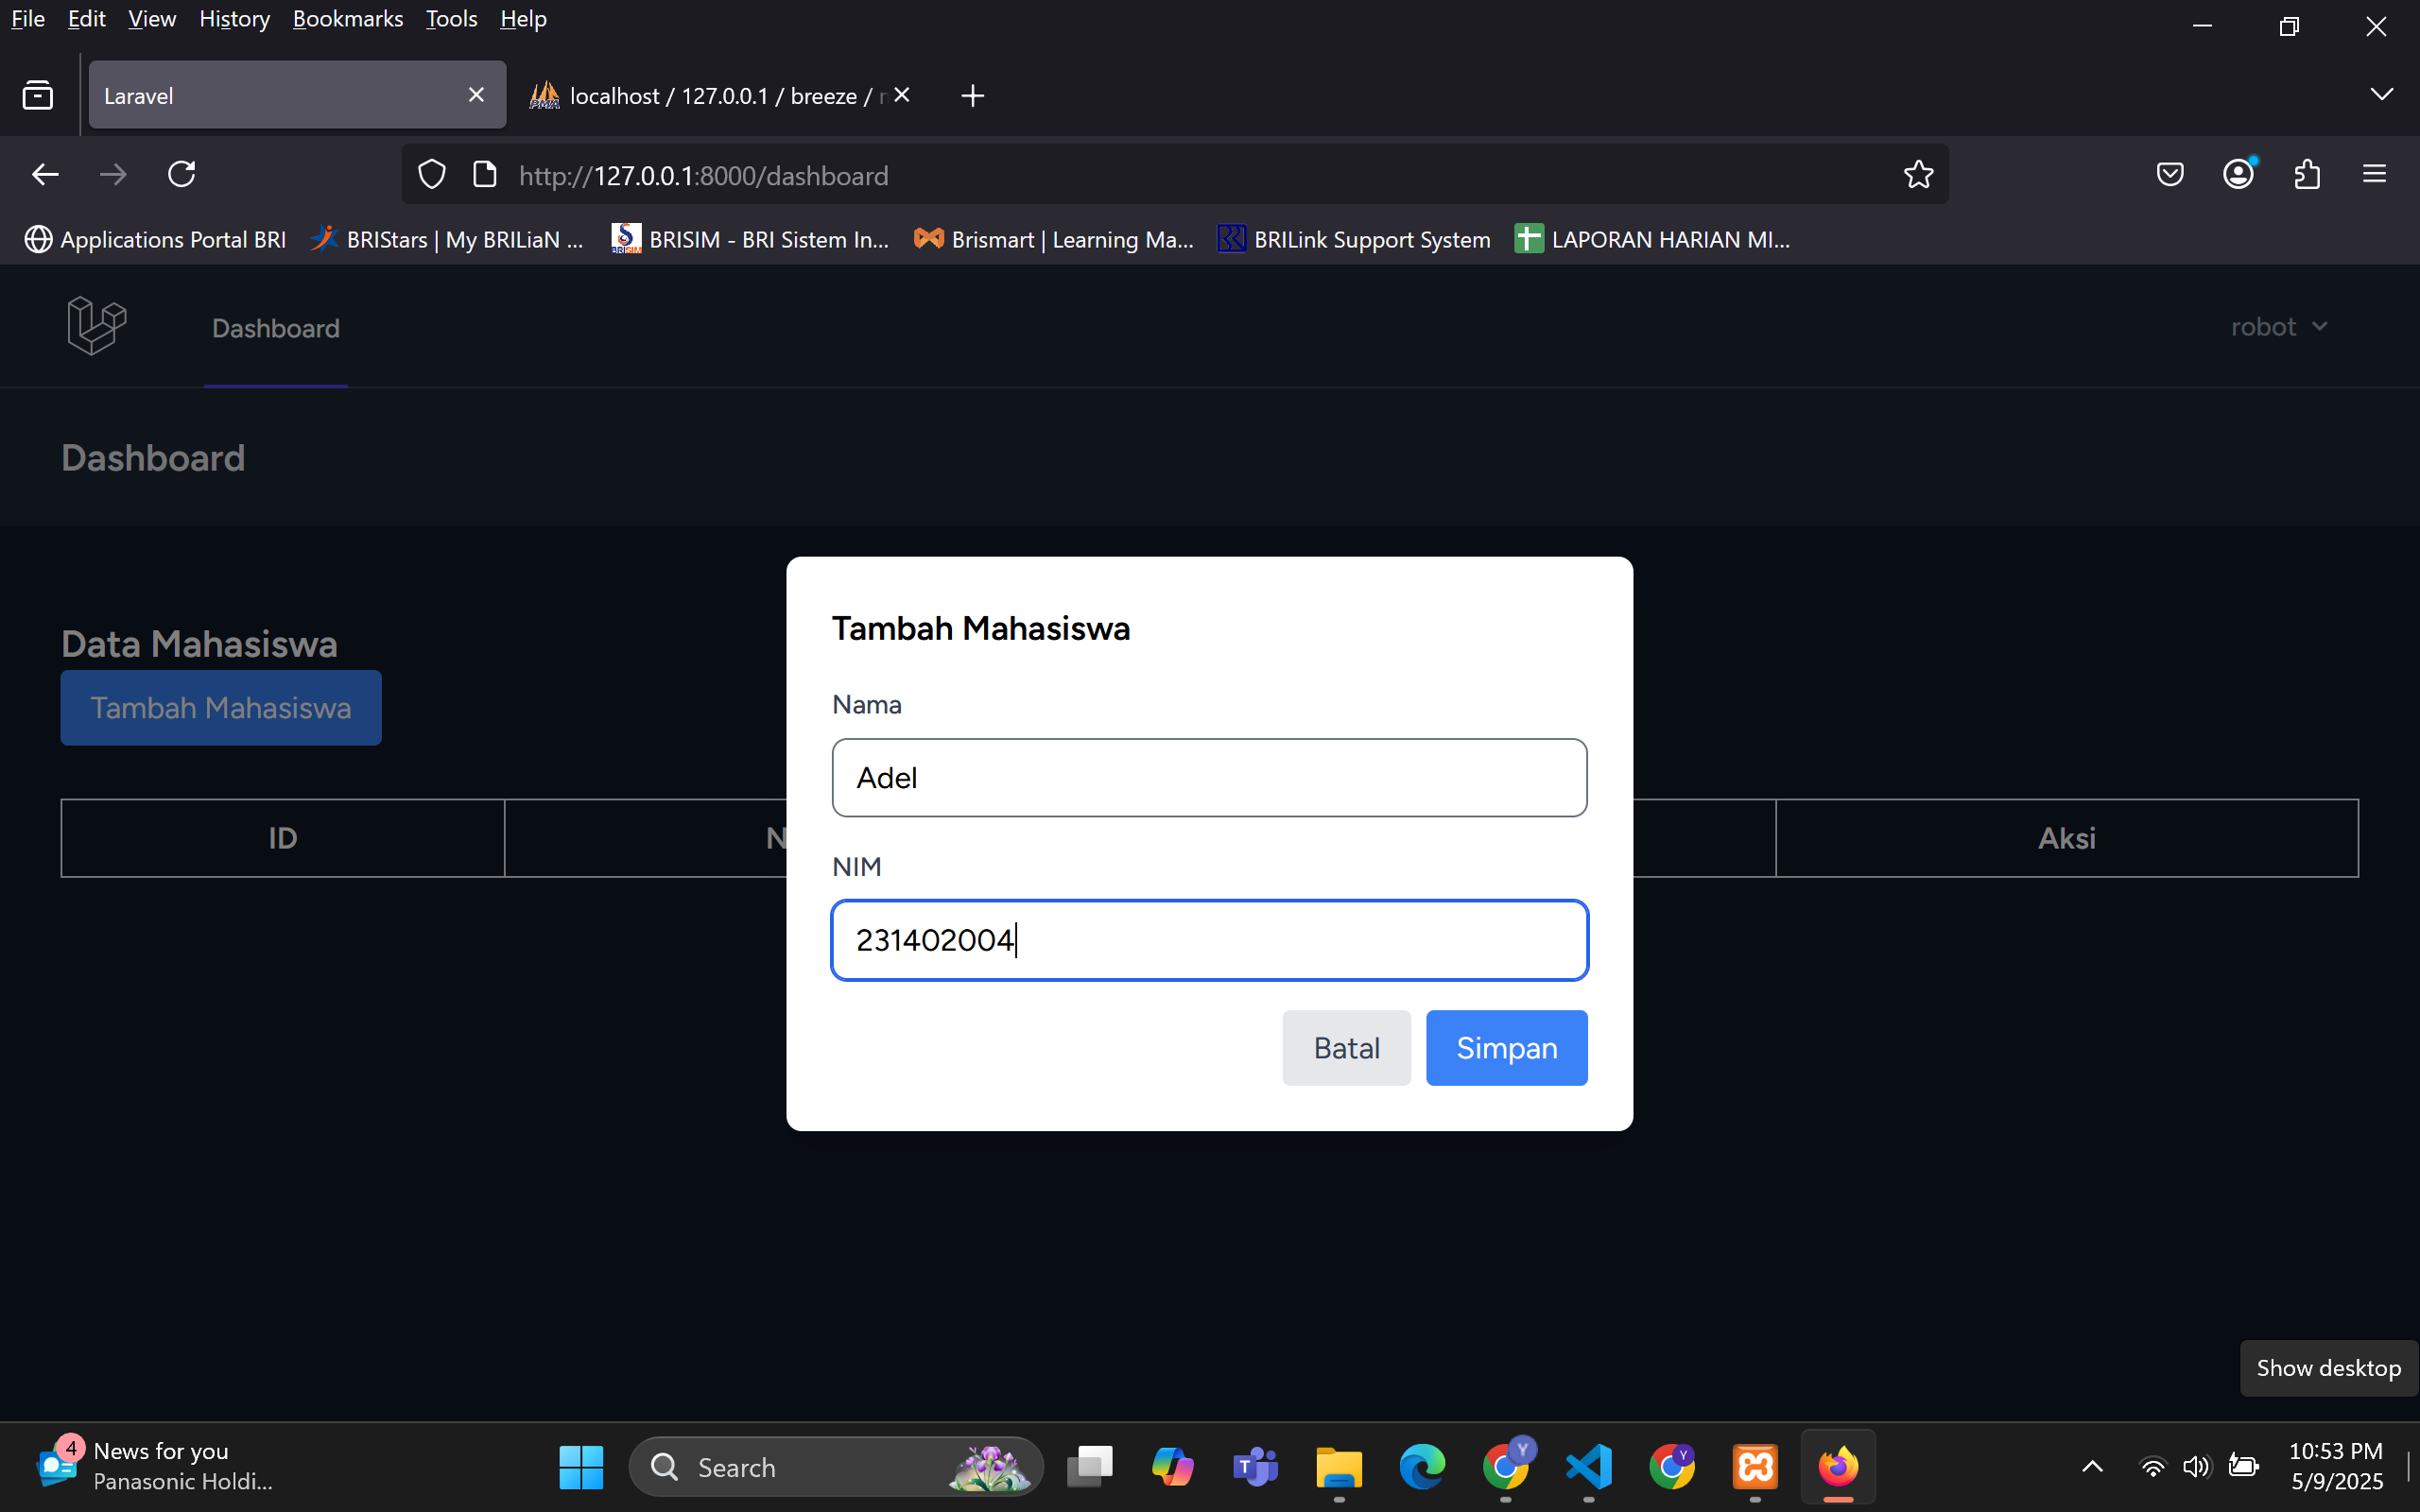 File Edit View History Bookmarks Tools Help
Laravel
localhost / 127.0.0.1 / breeze /
http://127.0.0.1:8000/dashboard
Applications Portal BRI
BRIStars | My BRILiaN ...
BRISIM - BRI Sistem In...
Brismart | Learning Ma...
BRILink Support System
LAPORAN HARIAN MI...
Dashboard
robot
Dashboard
Data Mahasiswa
Tambah Mahasiswa
ID
N
Aksi
Tambah Mahasiswa
Nama
Adel
NIM
231402004
Batal
Simpan
Show desktop
4
News for you
Panasonic Holdi...
Search
10:53 PM
5/9/2025